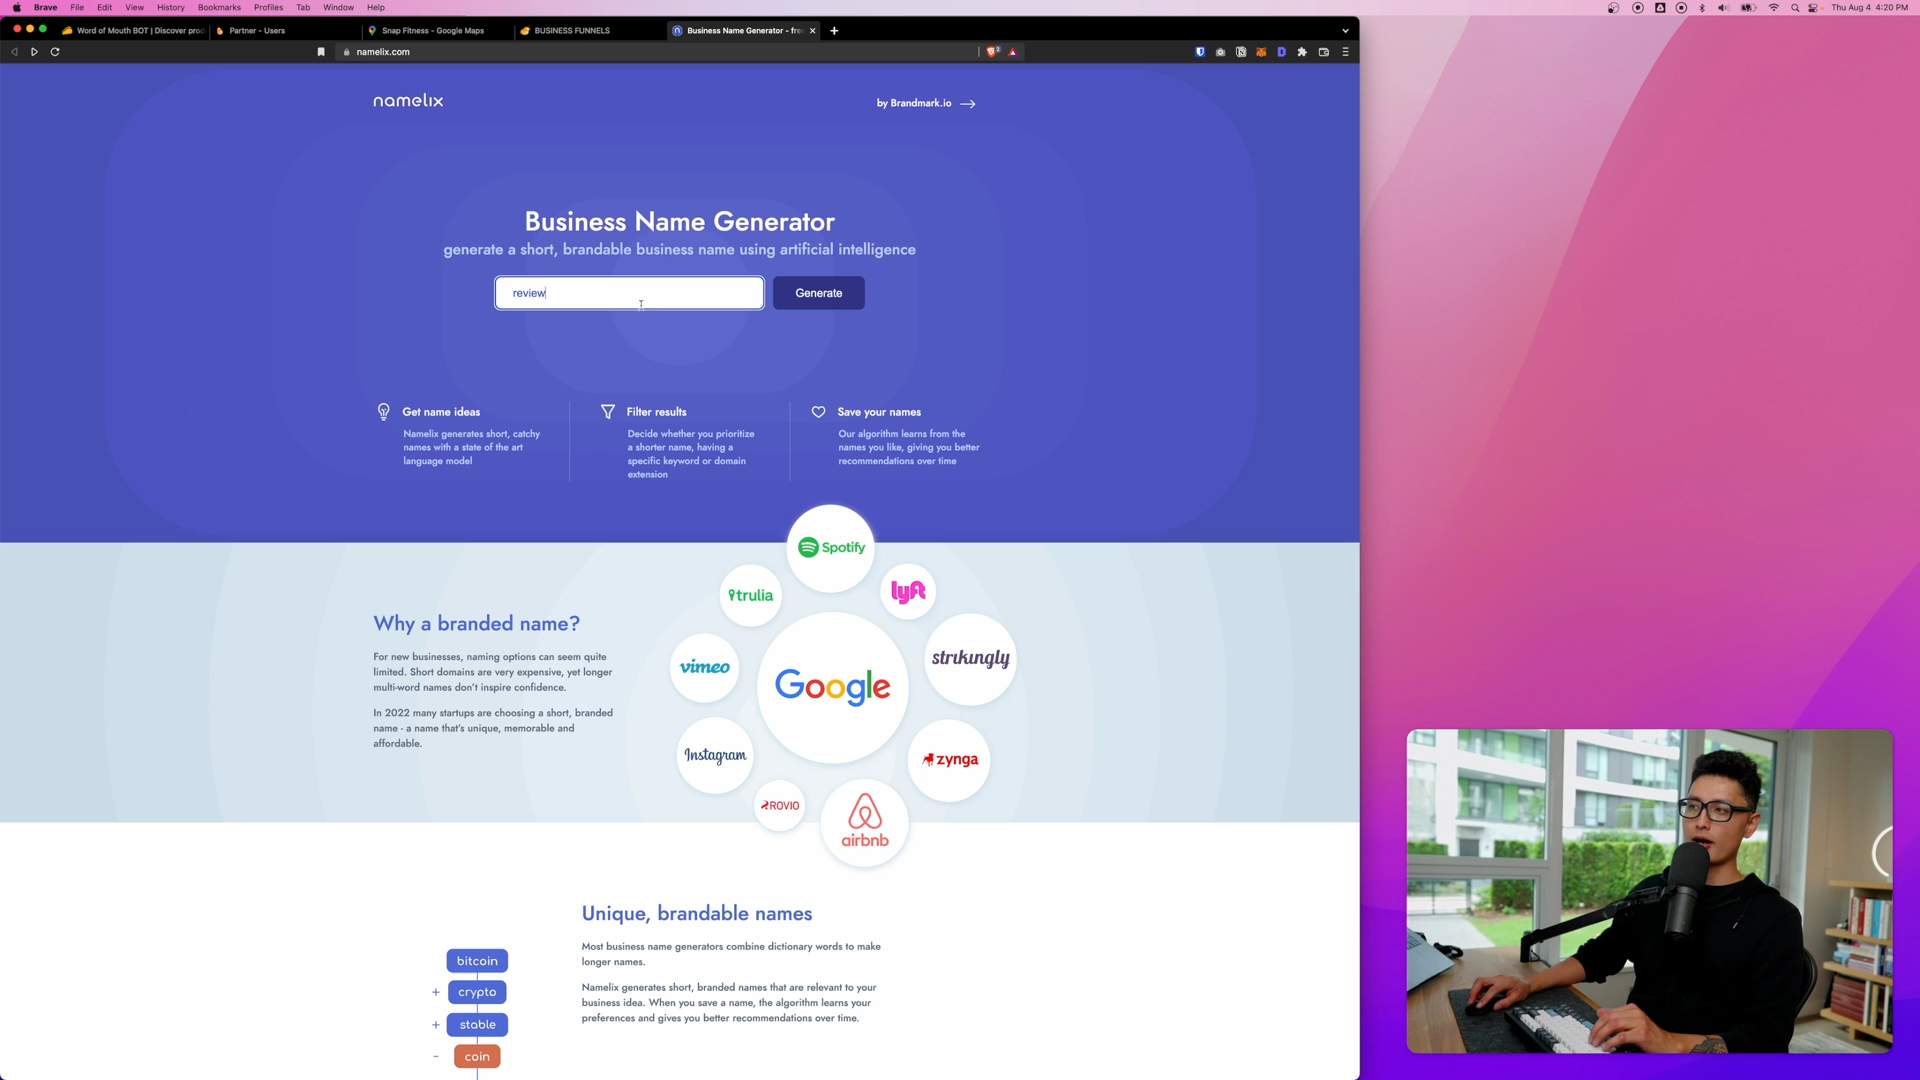 Brave File Edit View History Bookmarks Profiles Tab Window Help
Thu Aug 4 4:20 PM
Word of Mouth BOT | Discover prod
Partner - Users
Snap Fitness - Google Maps
BUSINESS FUNNELS
Business Name Generator - fre
namelix.com
namelix
by Brandmark.io
Business Name Generator
generate a short, brandable business name using artificial intelligence
review
Generate
Get name ideas
Namelix generates short, catchy
names with a state of the art
language model
Filter results
Decide whether you prioritize
a shorter name, having a
specific keyword or domain
extension
Save your names
Our algorithm learns from the
names you like, giving you better
recommendations over time
Spotify
trulia
lyft
vimeo
Google
strikingly
Instagram
zynga
ROVIO
airbnb
Why a branded name?
For new businesses, naming options can seem quite
limited. Short domains are very expensive, yet longer
multi-word names don't inspire confidence.
In 2022 many startups are choosing a short, branded
name - a name that's unique, memorable and
affordable.
Unique, brandable names
Most business name generators combine dictionary words to make
longer names.
Namelix generates short, branded names that are relevant to your
business idea. When you save a name, the algorithm learns your
preferences and gives you better recommendations over time.
bitcoin
+ crypto
+ stable
- coin